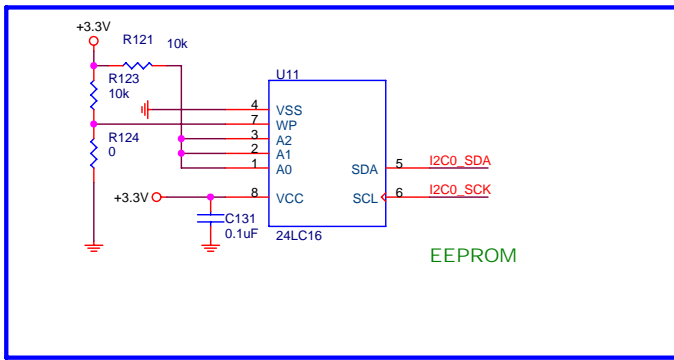 +3.3V
R121 10k
R123
10k
U11
4 VSS
7 WP
R124
0
3 A2
2 A1
1 A0
SDA 5 I2C0_SDA
+3.3V
8 VCC
SCL 6 I2C0_SCK
C131
0.1uF
24LC16
EEPROM